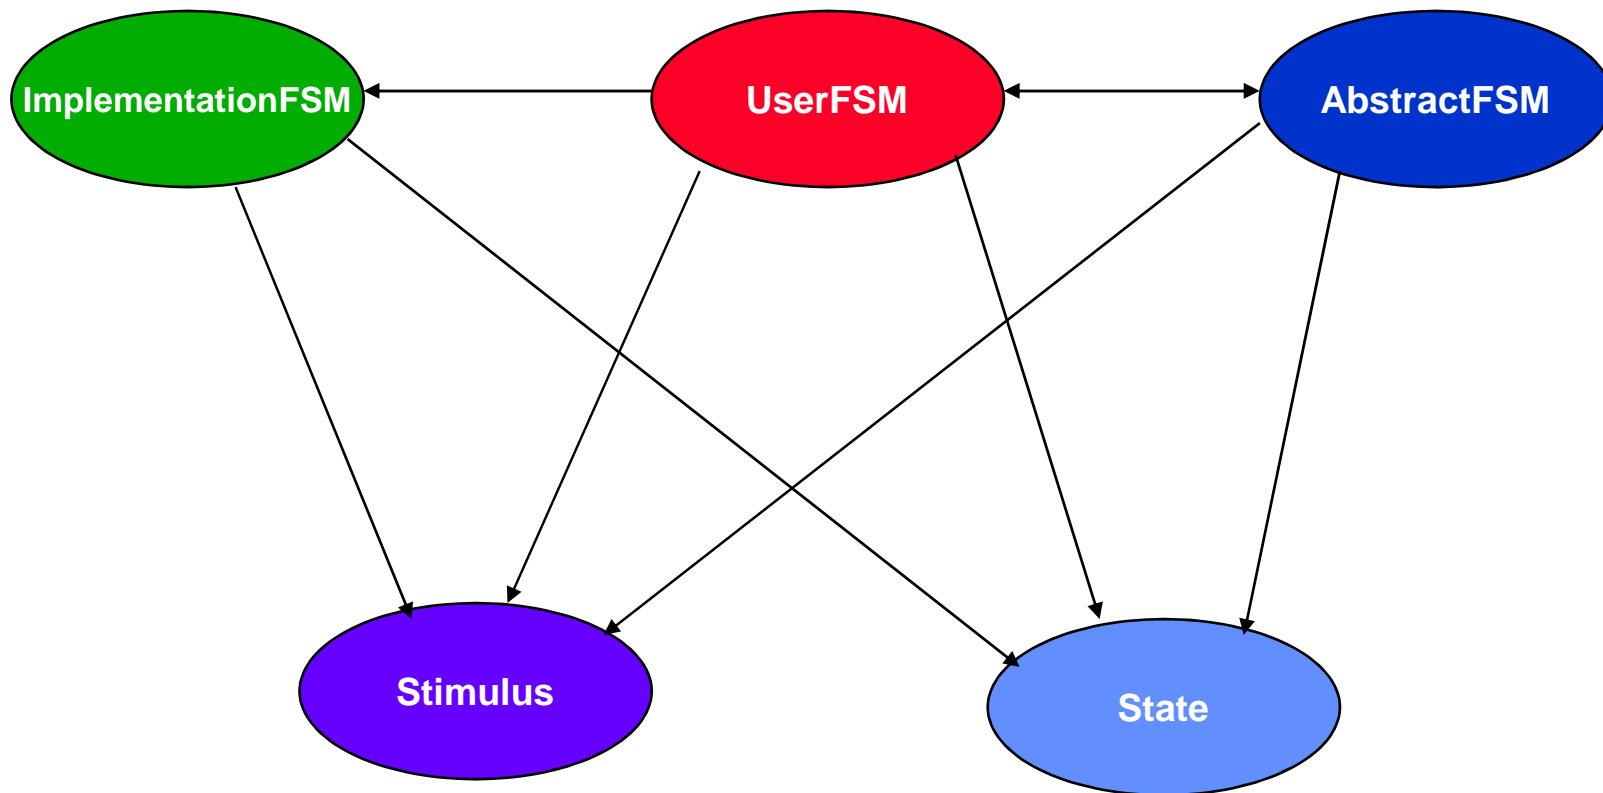 ImplementationFSM
UserFSM
AbstractFSM
Stimulus
State